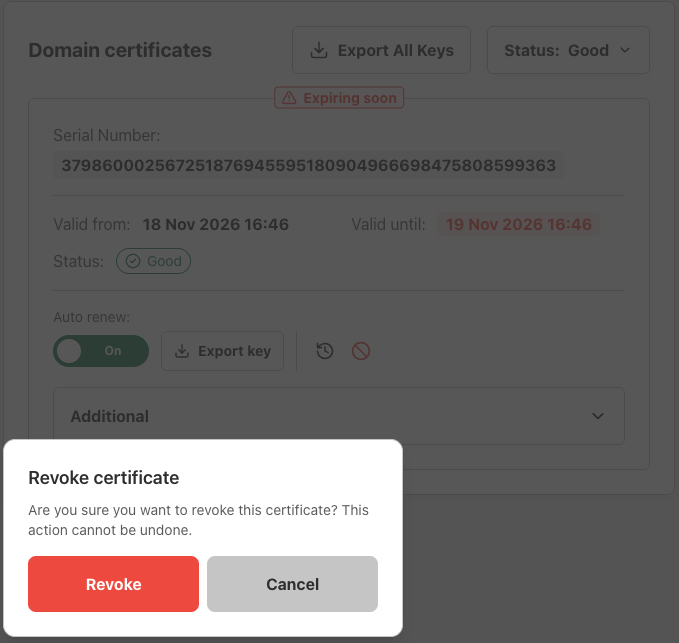 Domain certificates
Export All Keys
Status: Good
Expiring soon
Serial Number:
379860002567251876945595180904966698475808599363
Valid from: 18 Nov 2026 16:46
Valid until: 19 Nov 2026 16:46
Status: Good
Auto renew:
On
Export key
Additional
Revoke certificate
Are you sure you want to revoke this certificate? This
action cannot be undone.
Revoke
Cancel